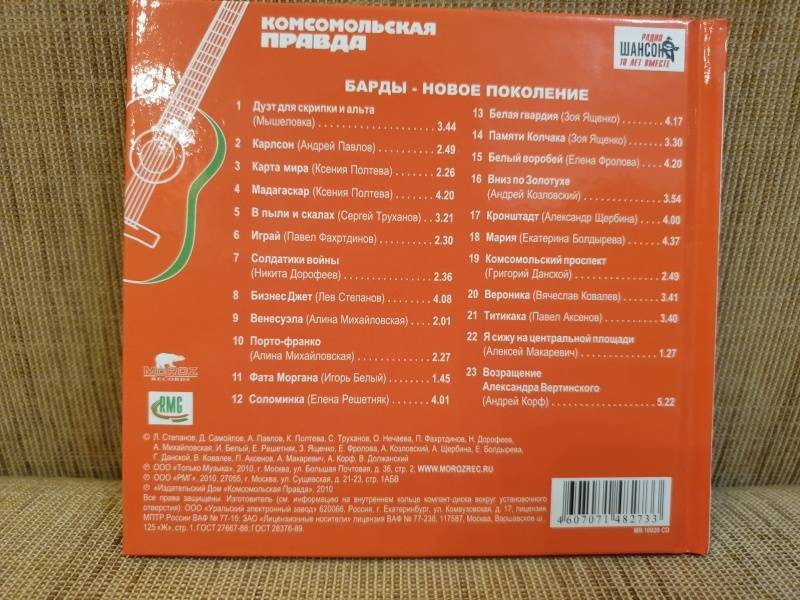 КОМСОМОЛЬСКАЯ
ПРАВДА
РАДИО
ШАНСОН
10 ЛЕТ ВМЕСТЕ
БАРДЫ - НОВОЕ ПОКОЛЕНИЕ
1 Дуэт для скрипки и альта
(Мышеловка) 3.44
2 Карлсон (Андрей Павлов) 2.49
3 Карта мира (Ксения Полтева) 2.26
4 Мадагаскар (Ксения Полтева) 4.20
5 В пыли и скалах (Сергей Труханов) 3.21
6 Играй (Павел Фахртдинов) 2.30
7 Солдатики войны
(Никита Дорофеев) 2.36
8 Бизнес Джет (Лев Степанов) 4.08
9 Венесуэла (Алина Михайловская) 2.01
10 Порто-франко
(Алина Михайловская) 2.27
11 Фата Моргана (Игорь Белый) 1.45
12 Соломинка (Елена Решетняк) 4.01
13 Белая гвардия (Зоя Ященко) 4.17
14 Памяти Колчака (Зоя Ященко) 3.30
15 Белый воробей (Елена Фролова) 4.20
16 Вниз по Золотухе
(Андрей Козловский) 3.54
17 Кронштадт (Александр Щербина) 4.00
18 Мария (Екатерина Болдырева) 4.37
19 Комсомольский проспект
(Григорий Данской) 2.49
20 Вероника (Вячеслав Ковалев) 3.41
21 Титикака (Павел Аксенов) 3.40
22 Я сижу на центральной площади
(Алексей Макаревич) 1.27
23 Возращение
Александра Вертинского
(Андрей Корф) 5.22
MOROZ
RECORDS
RMG
© Л. Степанов, Д. Самойлов, А. Павлов, К. Полтева, С. Труханов, О. Нечаева, П. Фахртдинов, Н. Дорофеев,
А. Михайловская, И. Белый, Е. Решетняк, З. Ященко, Е. Фролова, А. Козловский, А. Щербина, Е. Болдырева,
Г. Данской, В. Ковалев, П. Аксенов, А. Макаревич, А. Корф, В. Должанский
℗ ООО «Только Музыка», 2010. г. Москва, ул. Большая Почтовая, д. 36, стр. 2, WWW.MOROZREC.RU
℗ ООО «РМГ», 2010, 27055, г. Москва, ул. Сущевская, д. 21-23, стр. 1АБВ
℗ «Издательский Дом «Комсомольская Правда», 2010
Все права защищены. Изготовитель (см. информацию на внутреннем кольце компакт-диска вокруг установочного
отверстия): ООО «Уральский электронный завод» 620066, Россия, г. Екатеринбург, ул. Комвузовская, д. 17, лицензия
МПТР России ВАФ № 77-15; ЗАО «Лицензионные носители» лицензия ВАФ № 77-238, 117587, Москва, Варшавское ш.,
125 «Ж», стр. 1, ГОСТ 27667-88; ГОСТ 28376-89.
4 607071 482733
MR 10028 CD